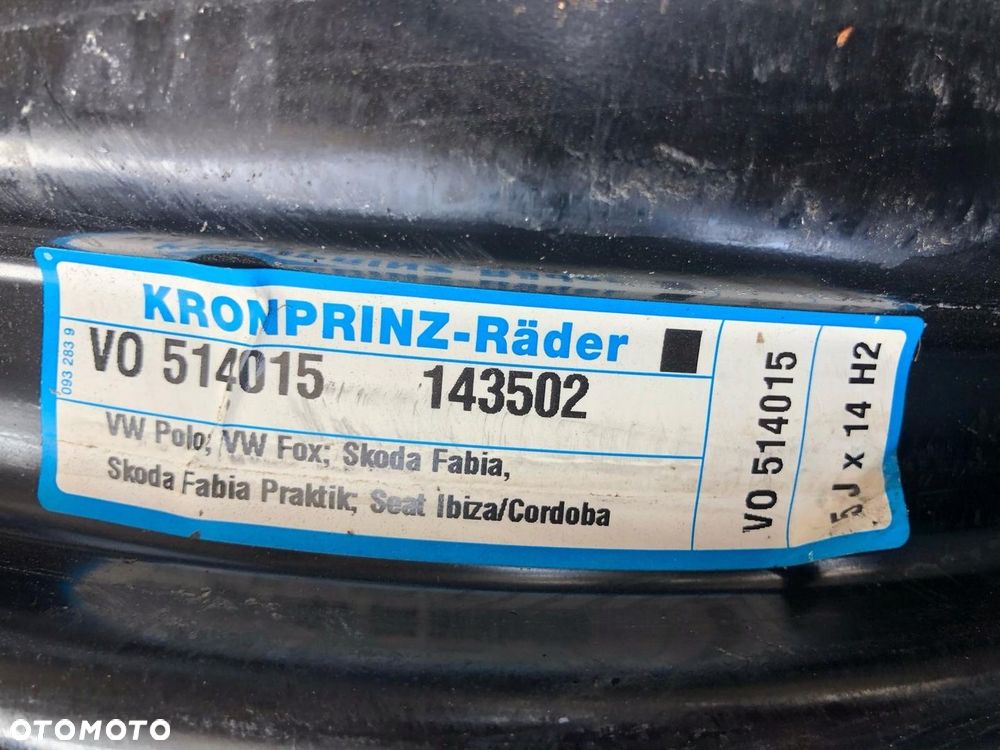 KRONPRINZ-Räder
093 283 9
VO 514015 143502
VW Polo; VW Fox; Skoda Fabia,
Skoda Fabia Praktik; Seat Ibiza/Cordoba
VO 514015
5 J x 14 H2
OTOMOTO